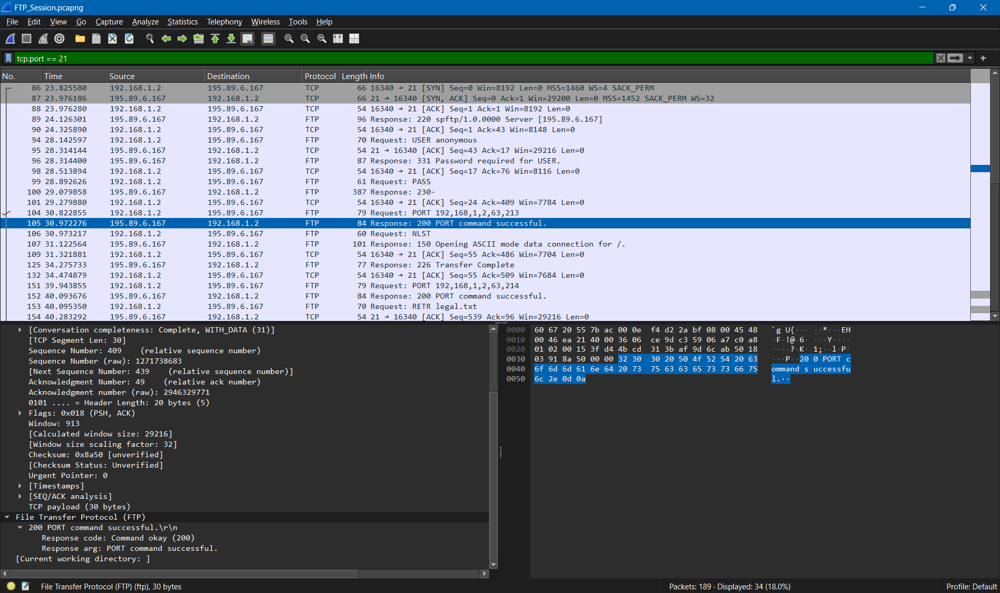 FTP_Session.pcapng
File Edit View Go Capture Analyze Statistics Telephony Wireless Tools Help
tcp.port == 21
No. Time Source Destination Protocol Length Info
86 23.825580 192.168.1.2 195.89.6.167 TCP 66 16340 → 21 [SYN] Seq=0 Win=8192 Len=0 MSS=1460 WS=4 SACK_PERM
87 23.976186 195.89.6.167 192.168.1.2 TCP 66 21 → 16340 [SYN, ACK] Seq=0 Ack=1 Win=29200 Len=0 MSS=1452 SACK_PERM WS=32
88 23.976280 192.168.1.2 195.89.6.167 TCP 54 16340 → 21 [ACK] Seq=1 Ack=1 Win=8192 Len=0
89 24.126301 195.89.6.167 192.168.1.2 FTP 96 Response: 220 spftp/1.0.0000 Server [195.89.6.167]
90 24.325890 192.168.1.2 195.89.6.167 TCP 54 16340 → 21 [ACK] Seq=1 Ack=43 Win=8148 Len=0
94 28.142597 192.168.1.2 195.89.6.167 FTP 70 Request: USER anonymous
95 28.314144 195.89.6.167 192.168.1.2 TCP 54 21 → 16340 [ACK] Seq=43 Ack=17 Win=29216 Len=0
96 28.314400 195.89.6.167 192.168.1.2 FTP 87 Response: 331 Password required for USER.
98 28.513894 192.168.1.2 195.89.6.167 TCP 54 16340 → 21 [ACK] Seq=17 Ack=76 Win=8116 Len=0
99 28.892626 192.168.1.2 195.89.6.167 FTP 61 Request: PASS
100 29.079858 195.89.6.167 192.168.1.2 FTP 387 Response: 230-
101 29.279880 192.168.1.2 195.89.6.167 TCP 54 16340 → 21 [ACK] Seq=24 Ack=409 Win=7784 Len=0
104 30.822855 192.168.1.2 195.89.6.167 FTP 79 Request: PORT 192,168,1,2,63,213
105 30.972276 195.89.6.167 192.168.1.2 FTP 84 Response: 200 PORT command successful.
106 30.973217 192.168.1.2 195.89.6.167 FTP 60 Request: NLST
107 31.122564 195.89.6.167 192.168.1.2 FTP 101 Response: 150 Opening ASCII mode data connection for /.
109 31.321881 192.168.1.2 195.89.6.167 TCP 54 16340 → 21 [ACK] Seq=55 Ack=486 Win=7704 Len=0
125 34.275733 195.89.6.167 192.168.1.2 FTP 77 Response: 226 Transfer Complete
132 34.474879 192.168.1.2 195.89.6.167 TCP 54 16340 → 21 [ACK] Seq=55 Ack=509 Win=7684 Len=0
151 39.943855 192.168.1.2 195.89.6.167 FTP 79 Request: PORT 192,168,1,2,63,214
152 40.093676 195.89.6.167 192.168.1.2 FTP 84 Response: 200 PORT command successful.
153 40.095350 192.168.1.2 195.89.6.167 FTP 70 Request: RETR legal.txt
154 40.283292 195.89.6.167 192.168.1.2 TCP 54 21 → 16340 [ACK] Seq=539 Ack=96 Win=29216 Len=0
[Conversation completeness: Complete, WITH_DATA (31)]
[TCP Segment Len: 30]
Sequence Number: 409 (relative sequence number)
Sequence Number (raw): 1271738683
[Next Sequence Number: 439 (relative sequence number)]
Acknowledgment Number: 49 (relative ack number)
Acknowledgment number (raw): 2946329771
0101 .... = Header Length: 20 bytes (5)
Flags: 0x018 (PSH, ACK)
Window: 913
[Calculated window size: 29216]
[Window size scaling factor: 32]
Checksum: 0x8a50 [unverified]
[Checksum Status: Unverified]
Urgent Pointer: 0
[Timestamps]
[SEQ/ACK analysis]
TCP payload (30 bytes)
File Transfer Protocol (FTP)
200 PORT command successful.\r\n
Response code: Command okay (200)
Response arg: PORT command successful.
[Current working directory: ]
0000 60 67 20 55 7b ac 00 0e f4 d2 2a bf 08 00 45 48 `g U{··· ··*···EH
0010 00 46 ea 21 40 00 36 06 ce 9d c3 59 06 a7 c0 a8 ·F·!@·6· ···Y····
0020 01 02 00 15 3f d4 4b cd 31 3b af 9d 6c ab 50 18 ····?·K· 1;··l·P·
0030 03 91 8a 50 00 00 32 30 30 20 50 4f 52 54 20 63 ···P··20 0 PORT c
0040 6f 6d 6d 61 6e 64 20 73 75 63 63 65 73 73 66 75 ommand s uccessfu
0050 6c 2e 0d 0a l.··
File Transfer Protocol (FTP) (ftp), 30 bytes
Packets: 189 · Displayed: 34 (18.0%)
Profile: Default